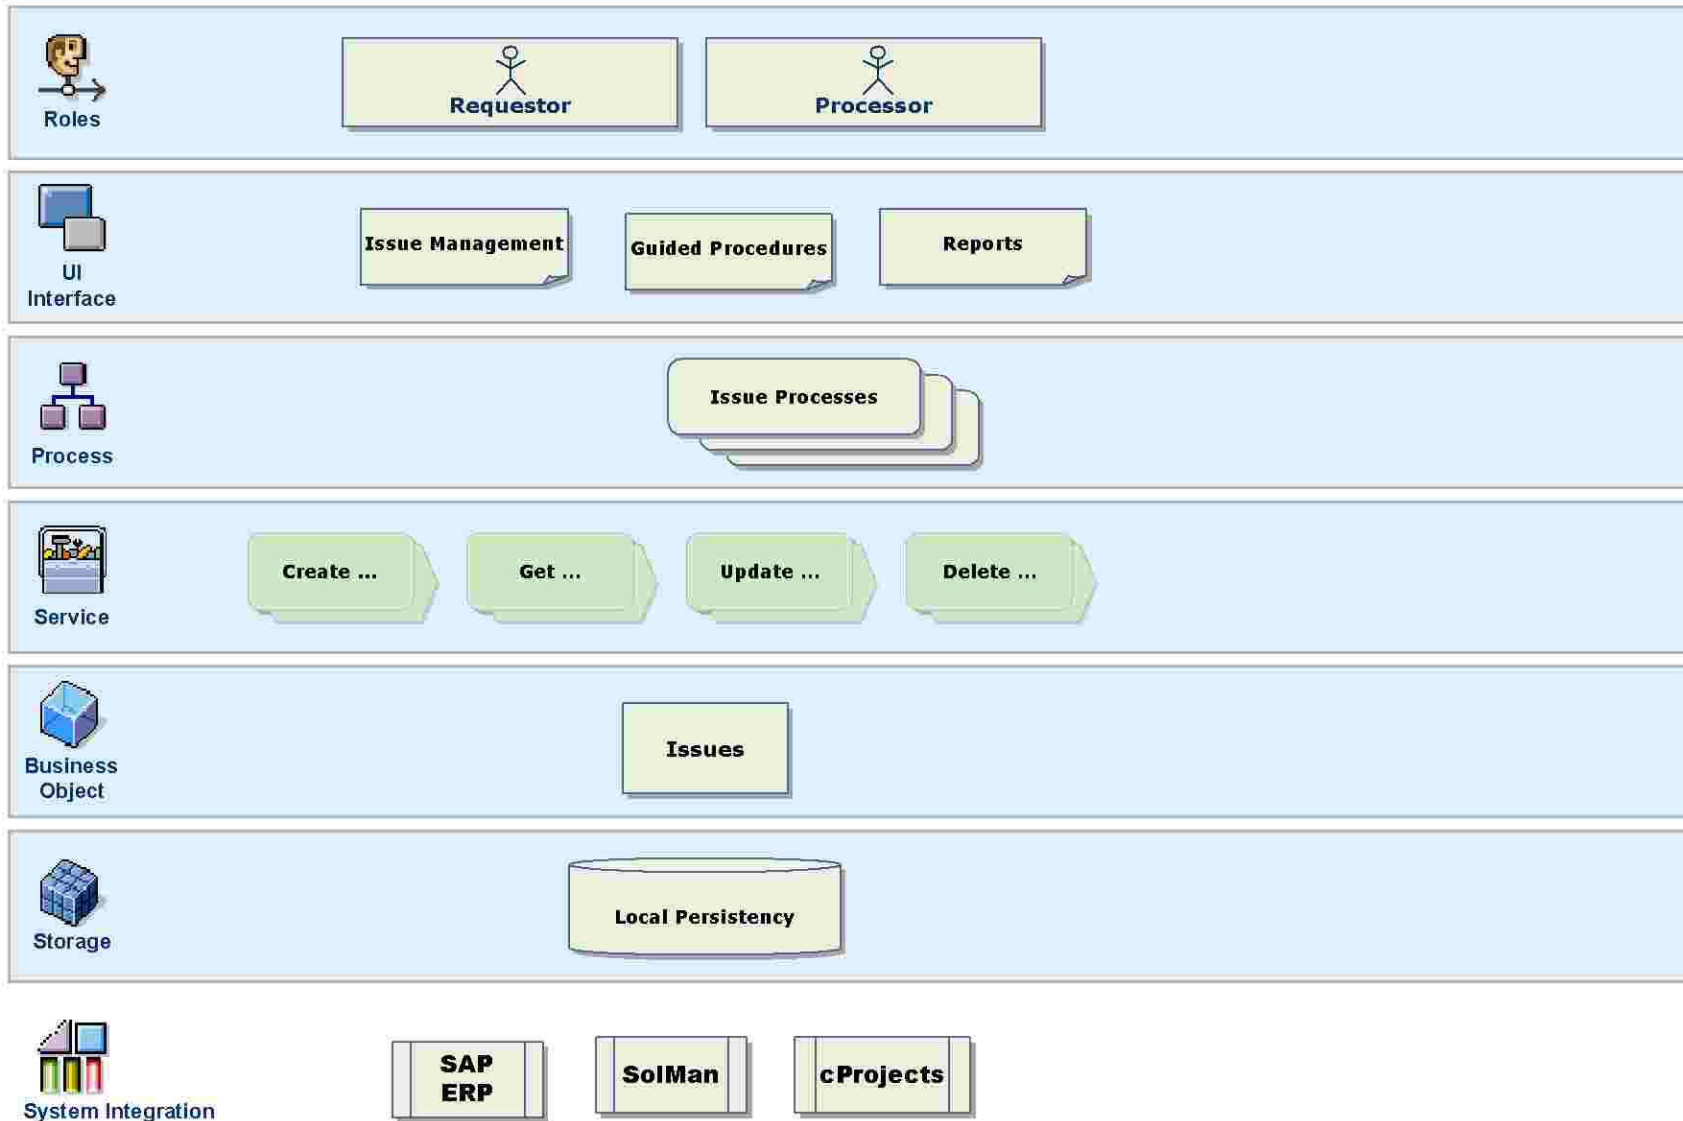 Roles
Requestor
Processor
UI
Interface
Issue Management
Guided Procedures
Reports
Process
Issue Processes
Service
Create ...
Get ...
Update ...
Delete ...
Business
Object
Issues
Storage
Local Persistency
System Integration
SAP
ERP
SolMan
cProjects